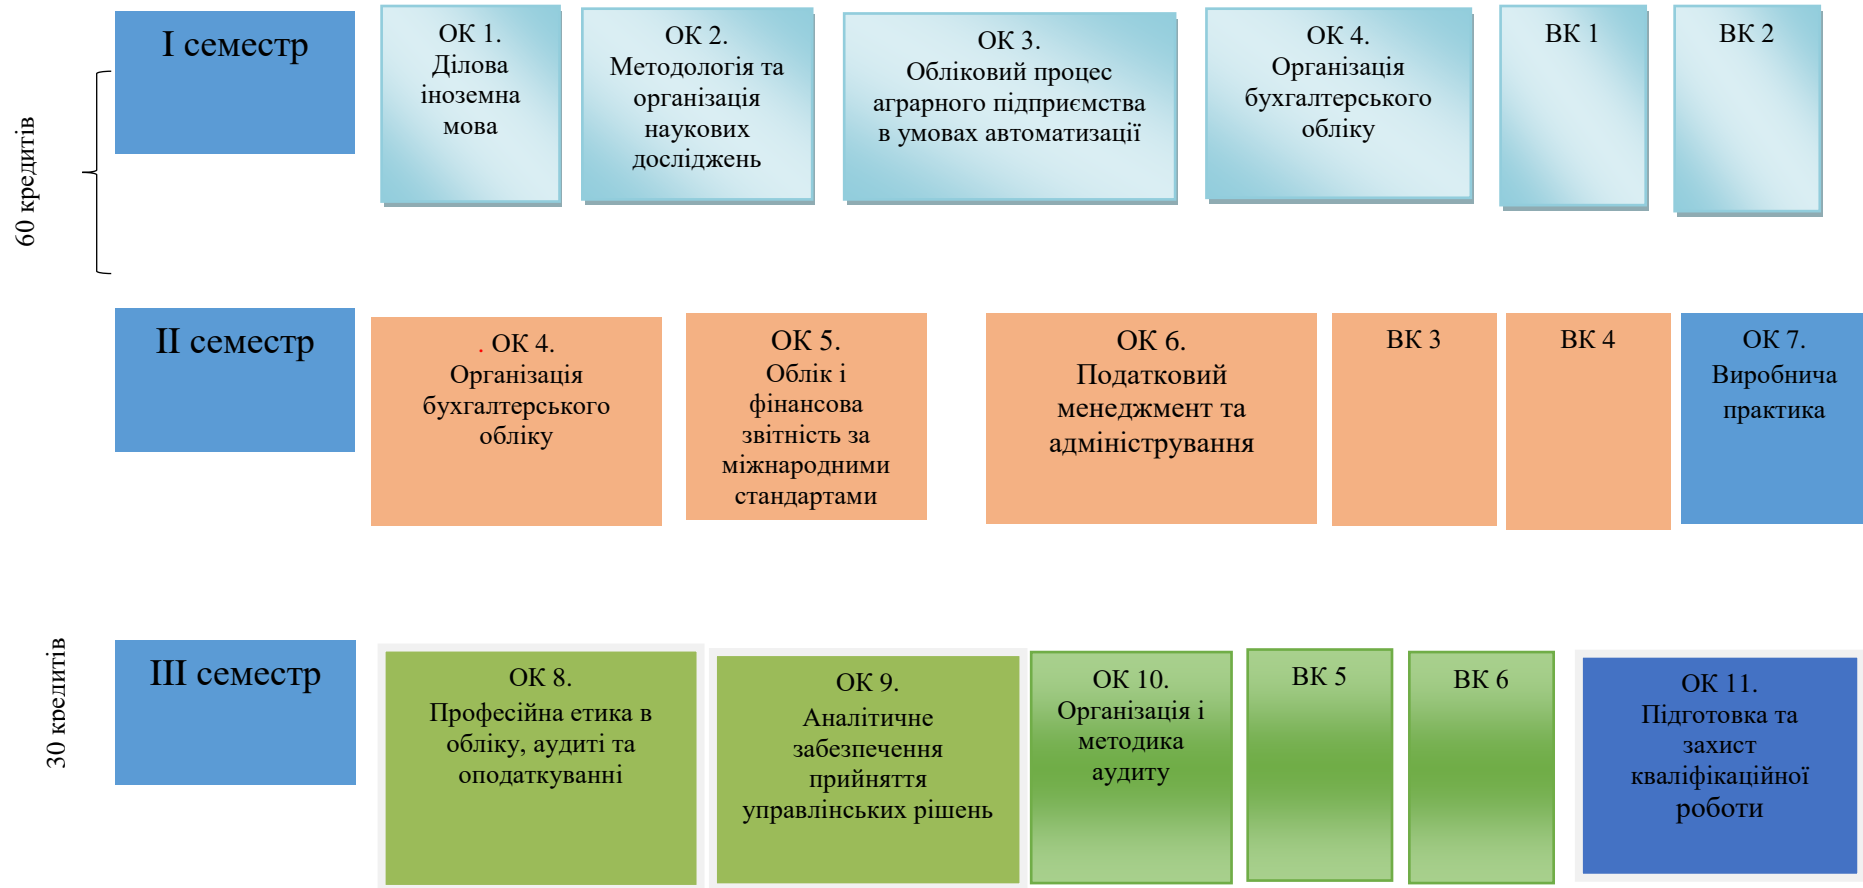 60 кредитів
I семестр
ОК 1.
Ділова
іноземна
мова
ОК 2.
Методологія та
організація
наукових
досліджень
ОК 3.
Обліковий процес
аграрного підприємства
в умовах автоматизації
ОК 4.
Організація
бухгалтерського
обліку
ВК 1
ВК 2
II семестр
. ОК 4.
Організація
бухгалтерського
обліку
ОК 5.
Облік і
фінансова
звітність за
міжнародними
стандартами
ОК 6.
Податковий
менеджмент та
адміністрування
ВК 3
ВК 4
ОК 7.
Виробнича
практика
30 кредитів
III семестр
ОК 8.
Професійна етика в
обліку, аудиті та
оподаткуванні
ОК 9.
Аналітичне
забезпечення
прийняття
управлінських рішень
ОК 10.
Організація і
методика
аудиту
ВК 5
ВК 6
ОК 11.
Підготовка та
захист
кваліфікаційної
роботи